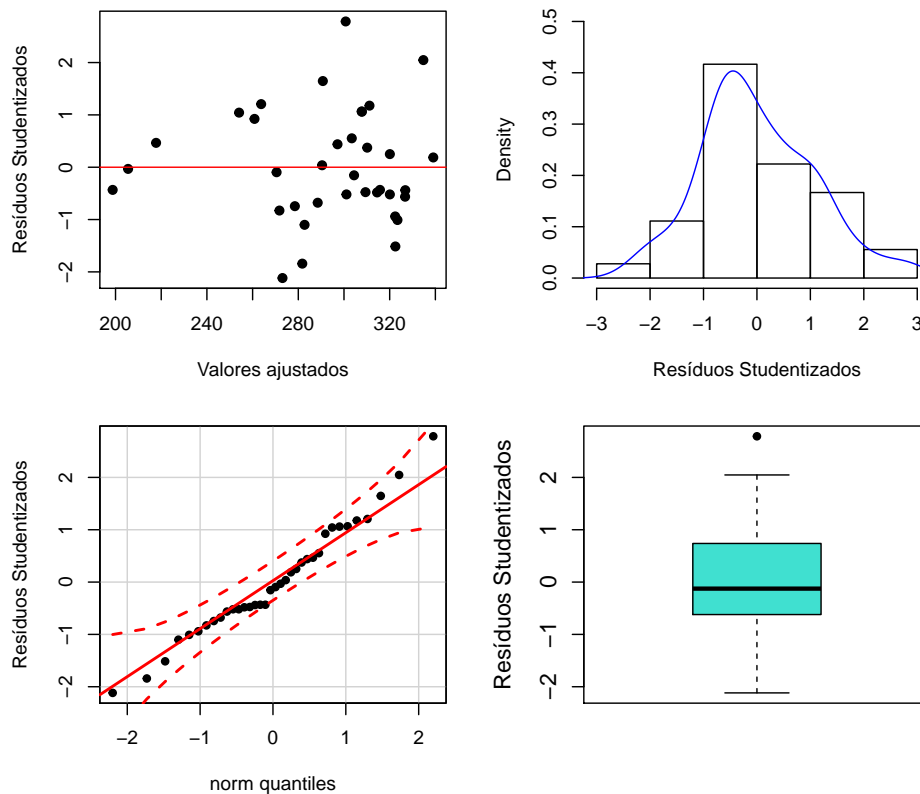 Resíduos Studentizados
2
1
0
−1
−2
200 240 280 320
Valores ajustados
Density
0.5
0.4
0.3
0.2
0.1
0.0
−3 −2 −1 0 1 2 3
Resíduos Studentizados
Resíduos Studentizados
2
1
0
−1
−2
−2 −1 0 1 2
norm quantiles
Resíduos Studentizados
2
1
0
−1
−2